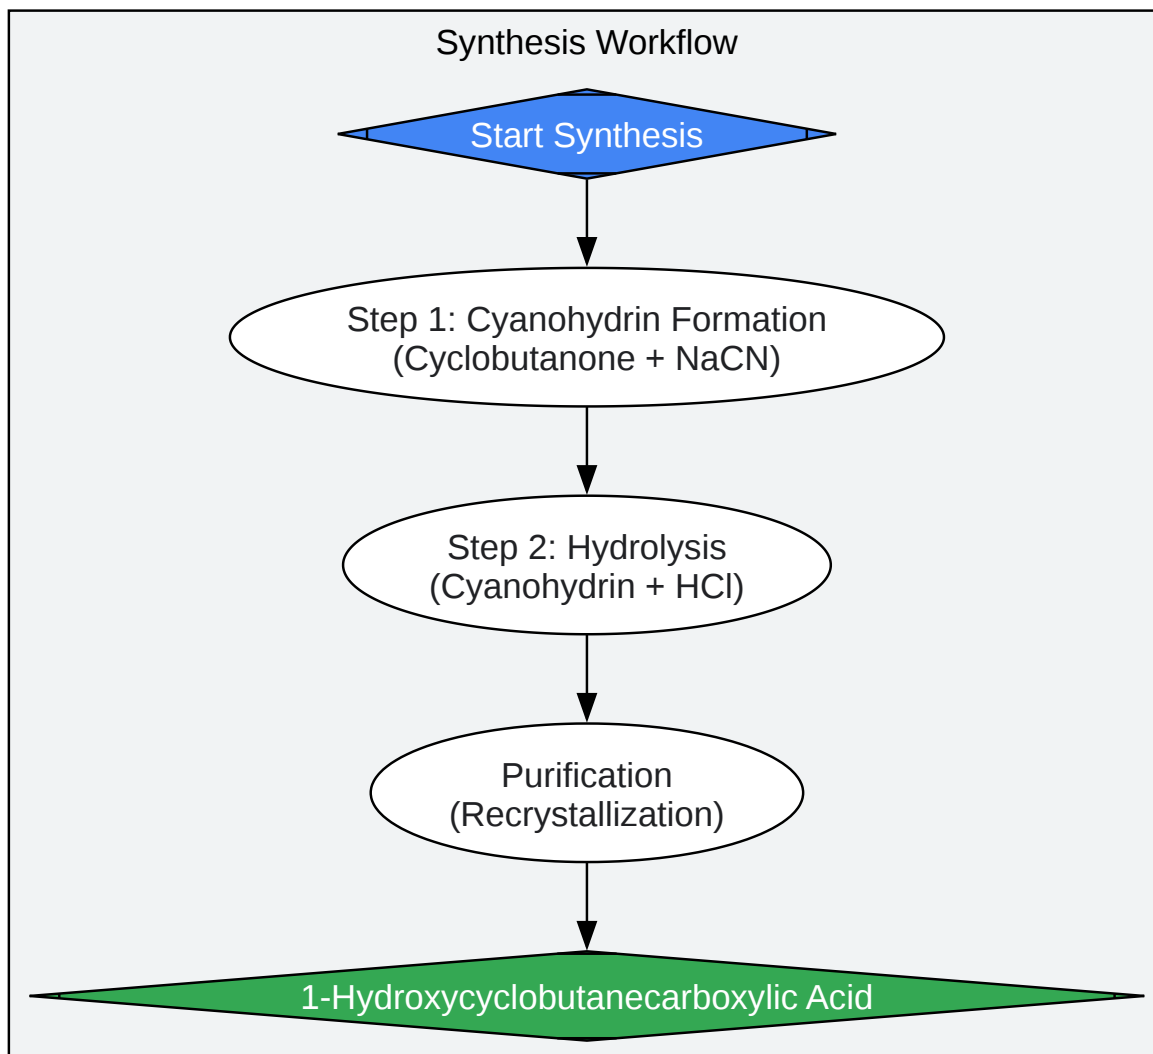 Synthesis Workflow
Start Synthesis
Step 1: Cyanohydrin Formation
(Cyclobutanone + NaCN)
Step 2: Hydrolysis
(Cyanohydrin + HCl)
Purification
(Recrystallization)
1-Hydroxycyclobutanecarboxylic Acid